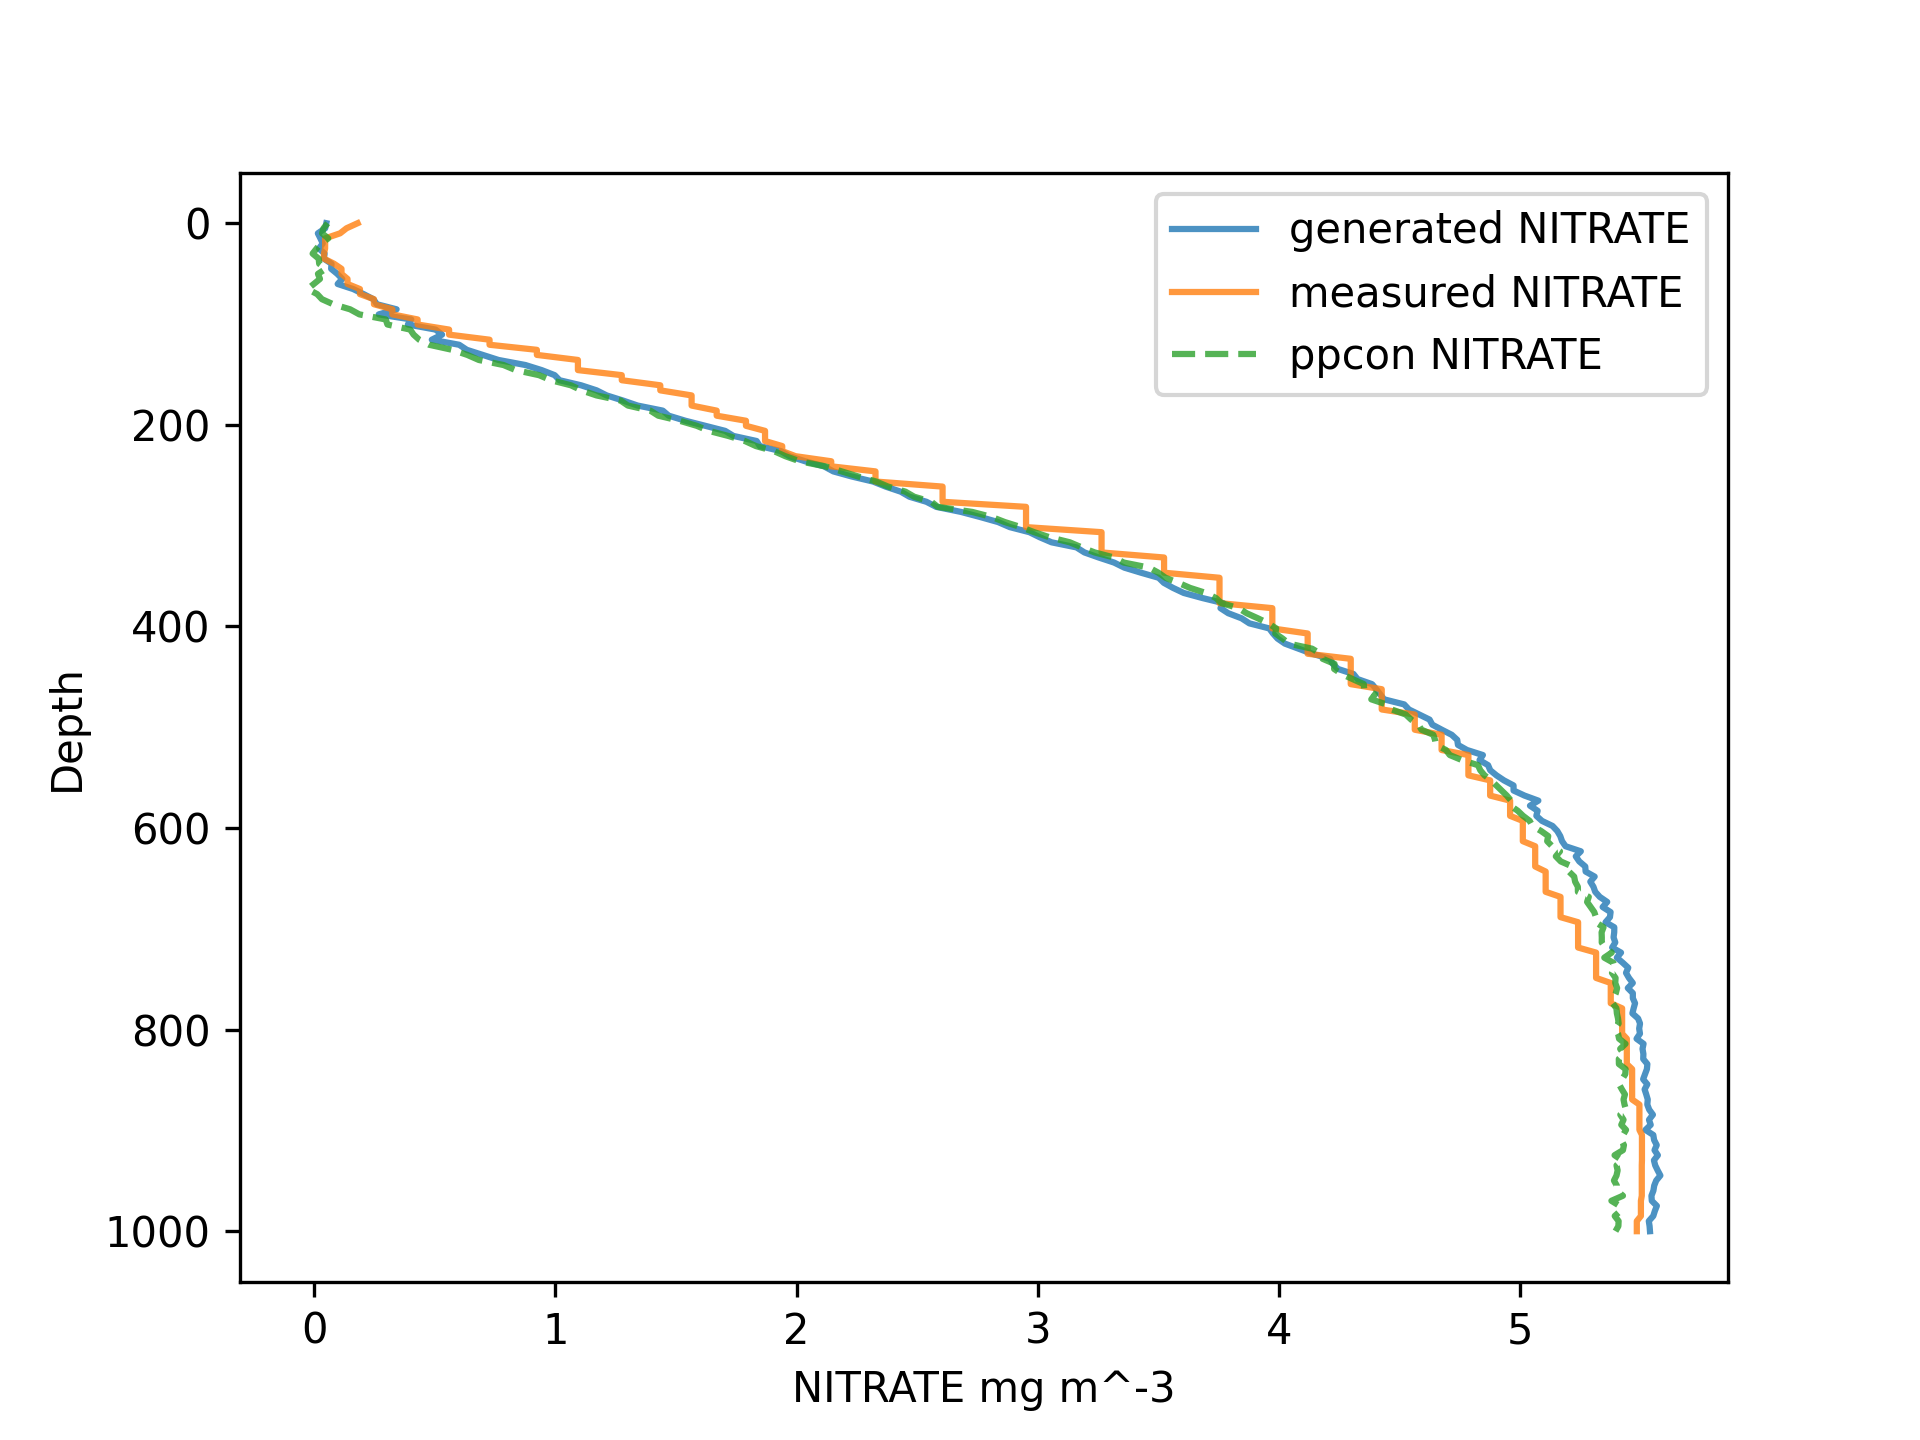 generated NITRATE
measured NITRATE
ppcon NITRATE
0
200
400
600
800
1000
Depth
0 1 2 3 4 5
NITRATE mg m^-3